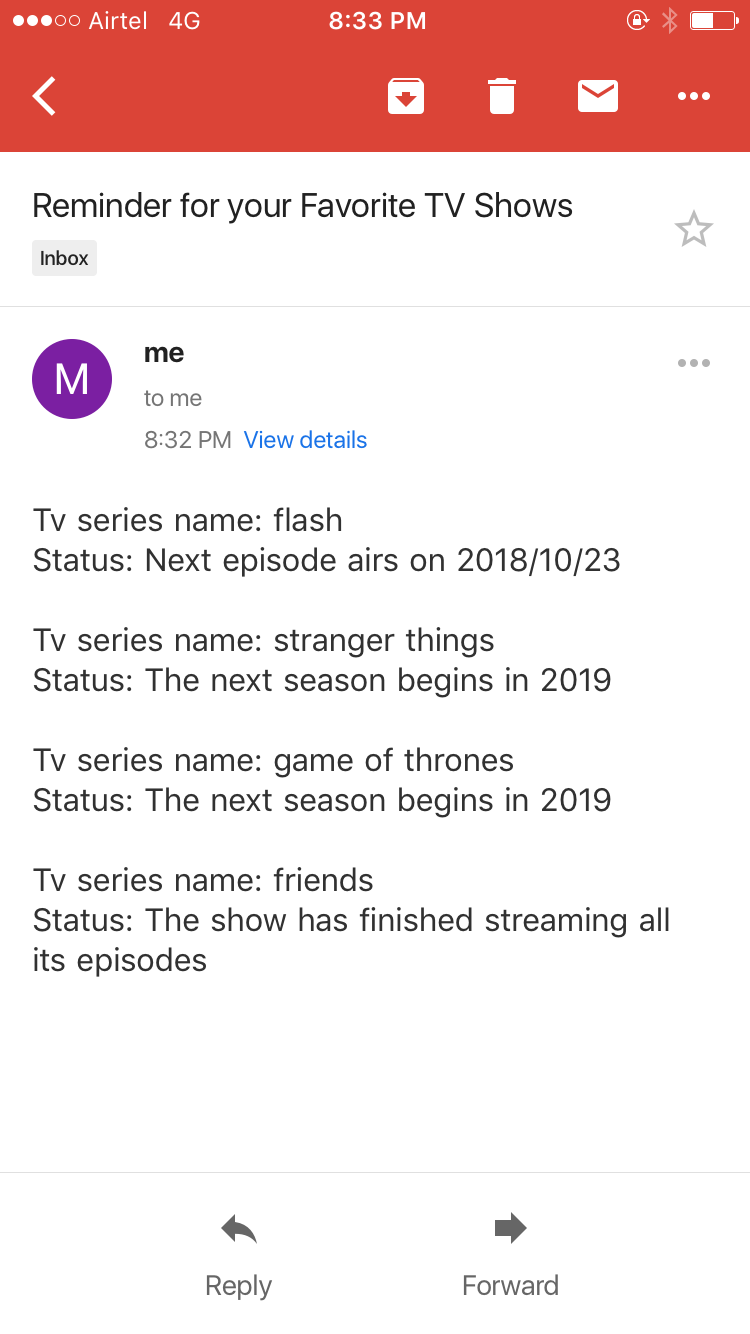 Airtel 4G 8:33 PM
Reminder for your Favorite TV Shows
Inbox
M
me
to me
8:32 PM View details
Tv series name: flash
Status: Next episode airs on 2018/10/23
Tv series name: stranger things
Status: The next season begins in 2019
Tv series name: game of thrones
Status: The next season begins in 2019
Tv series name: friends
Status: The show has finished streaming all
its episodes
Reply Forward